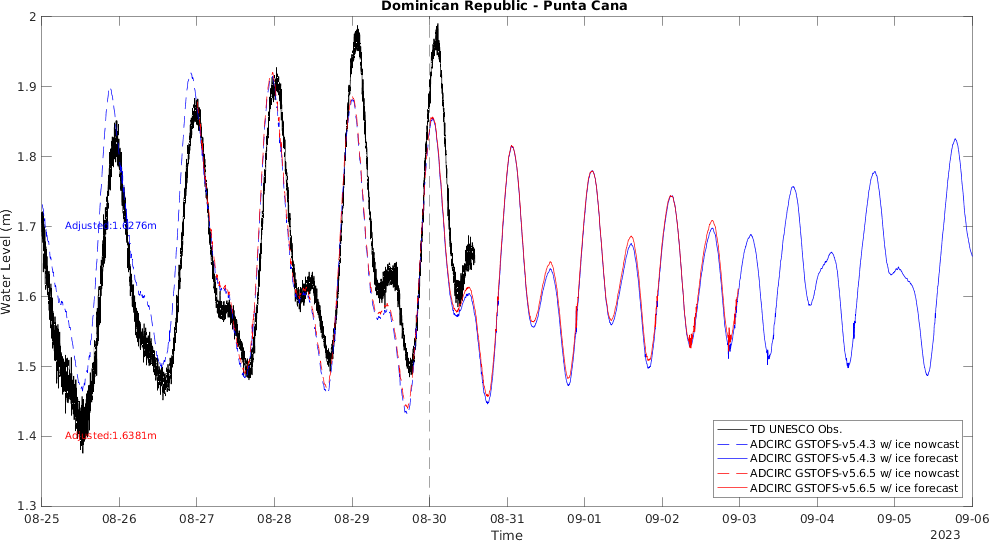 Dominican Republic - Punta Cana
2
1.9
1.8
1.7
1.6
1.5
1.4
1.3
Water Level (m)
Adjusted:1.6276m
Adjusted:1.6381m
TD UNESCO Obs.
ADCIRC GSTOFS-v5.4.3 w/ ice nowcast
ADCIRC GSTOFS-v5.4.3 w/ ice forecast
ADCIRC GSTOFS-v5.6.5 w/ ice nowcast
ADCIRC GSTOFS-v5.6.5 w/ ice forecast
08-25 08-26 08-27 08-28 08-29 08-30 08-31 09-01 09-02 09-03 09-04 09-05 09-06
Time
2023